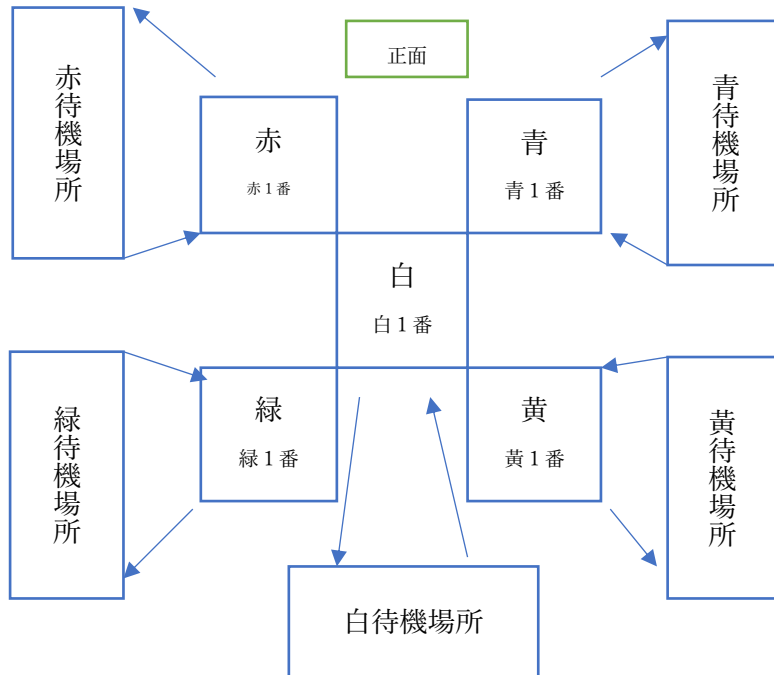 正面
赤待機場所
赤
赤１番
青
青１番
青待機場所
白
白１番
緑待機場所
緑
緑１番
黄
黄１番
黄待機場所
白待機場所